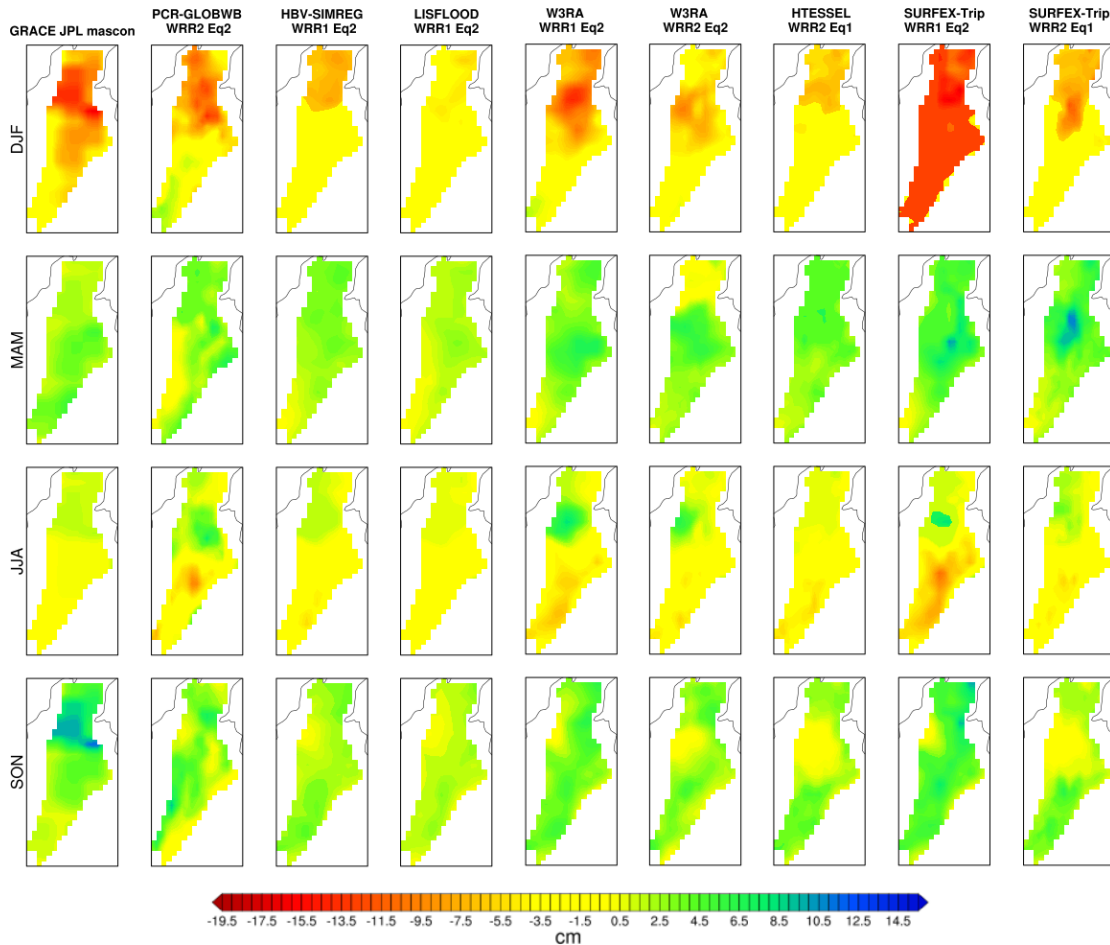 GRACE JPL mascon
PCR-GLOBWB
WRR2 Eq2
HBV-SIMREG
WRR1 Eq2
LISFLOOD
WRR1 Eq2
W3RA
WRR1 Eq2
W3RA
WRR2 Eq2
HTESSEL
WRR2 Eq1
SURFEX-Trip
WRR1 Eq2
SURFEX-Trip
WRR2 Eq1
DJF
MAM
JJA
SON
-19.5 -17.5 -13.5 -11.5 -9.5 -7.5 -5.5 -3.5 -1.5 0.5 2.5 4.5 6.5 8.5 10.5 12.5 14.5
cm